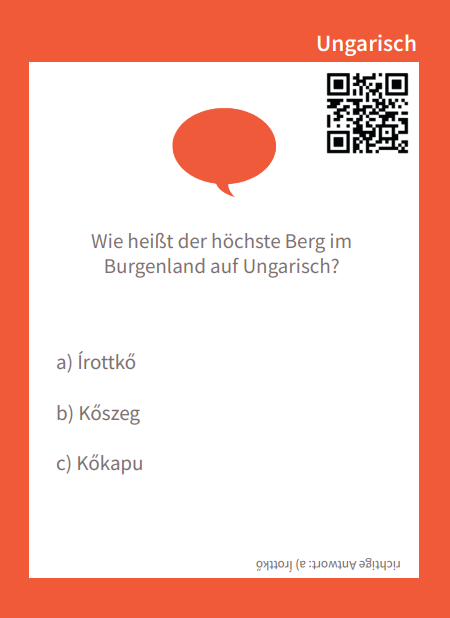 Ungarisch
Wie heißt der höchste Berg im
Burgenland auf Ungarisch?
a) Írottkő
b) Kőszeg
c) Kőkapu
richtige Antwort: a) Írottkő